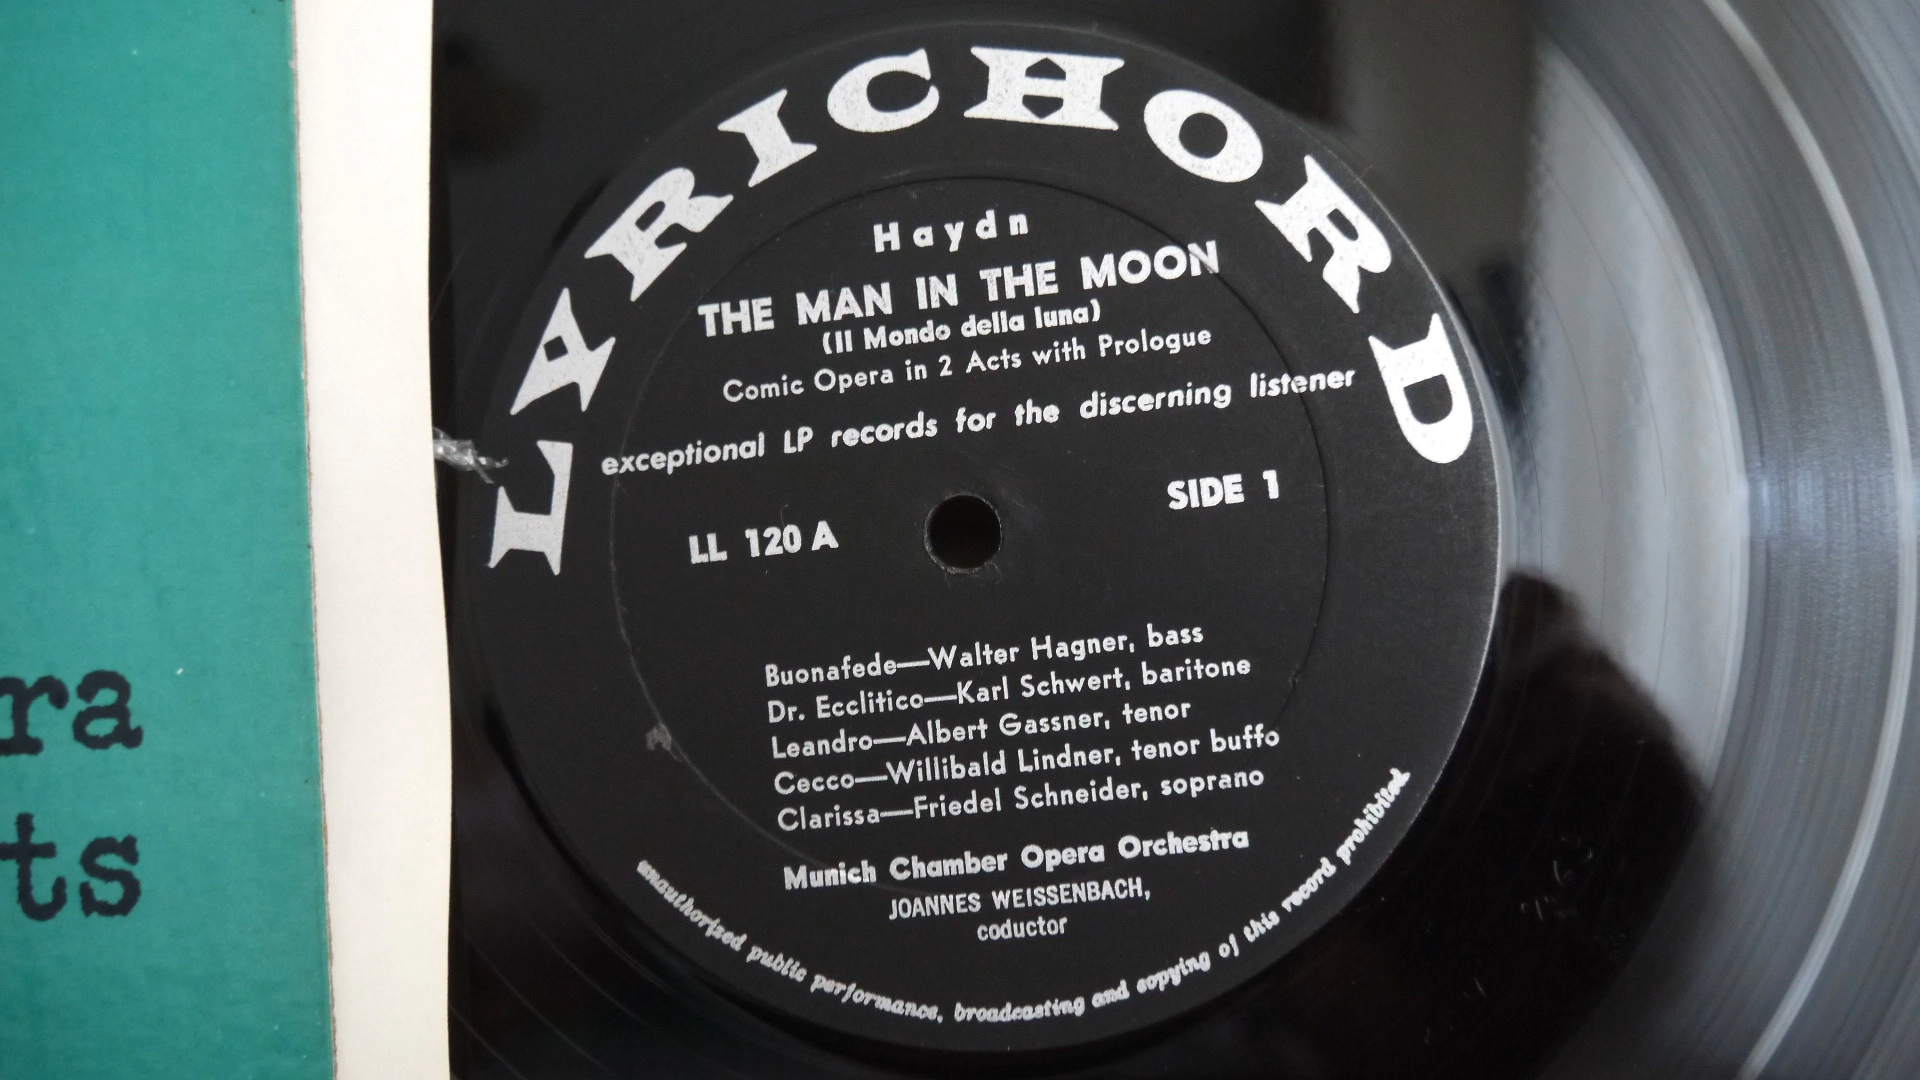 LYRICHORD
Haydn
THE MAN IN THE MOON
(Il Mondo della luna)
Comic Opera in 2 Acts with Prologue
exceptional LP records for the discerning listener
LL 120 A
SIDE 1
Buonafede—Walter Hagner, bass
Dr. Ecclitico—Karl Schwert, baritone
Leandro—Albert Gassner, tenor
Cecco—Willibald Lindner, tenor buffo
Clarissa—Friedel Schneider, soprano
Munich Chamber Opera Orchestra
JOANNES WEISSENBACH,
coductor
unauthorized public performance, broadcasting and copying of this record prohibited
ra
ts